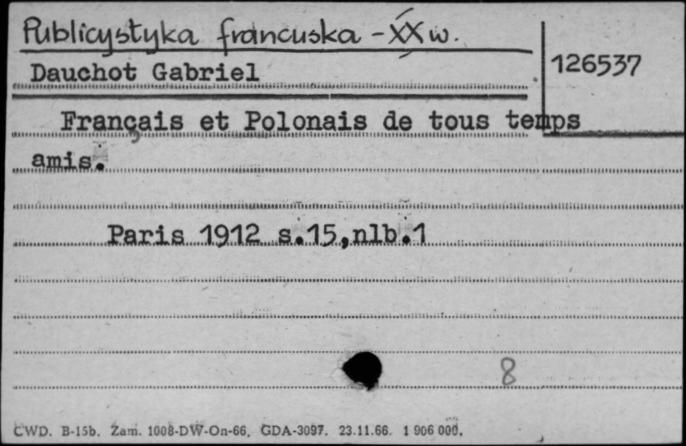 Publicystyka francuska - XX w.
Dauchot Gabriel
126537
Français et Polonais de tous temps
amis.
Paris 1912 s.15,nlb.1
8
CWD. B-15b. Zam. 1008-DW-On-66, GDA-3097. 23.11.66. 1 906 000.